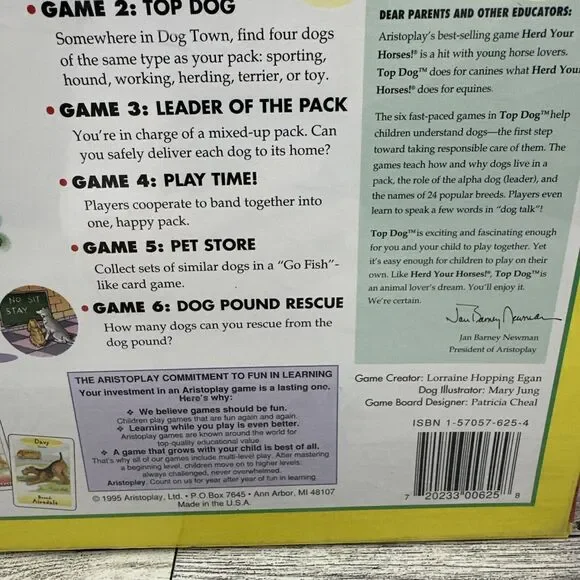 • GAME 2: TOP DOG
Somewhere in Dog Town, find four dogs
of the same type as your pack: sporting,
hound, working, herding, terrier, or toy.
• GAME 3: LEADER OF THE PACK
You're in charge of a mixed-up pack. Can
you safely deliver each dog to its home?
• GAME 4: PLAY TIME!
Players cooperate to band together into
one, happy pack.
• GAME 5: PET STORE
Collect sets of similar dogs in a "Go Fish"-
like card game.
• GAME 6: DOG POUND RESCUE
How many dogs can you rescue from the
dog pound?
NO SIT
STAY
DEAR PARENTS AND OTHER EDUCATORS:
Aristoplay's best-selling game Herd Your
Horses!® is a hit with young horse lovers.
Top Dog™ does for canines what Herd Your
Horses!® does for equines.
The six fast-paced games in Top Dog™ help
children understand dogs—the first step
toward taking responsible care of them. The
games teach how and why dogs live in a
pack, the role of the alpha dog (leader), and
the names of 24 popular breeds. Players even
learn to speak a few words in "dog talk"!
Top Dog™ is exciting and fascinating enough
for you and your child to play together. Yet
it's easy enough for children to play on their
own. Like Herd Your Horses!®, Top Dog™ is
an animal lover's dream. You'll enjoy it.
We're certain.
Jan Barney Newman
Jan Barney Newman
President of Aristoplay
THE ARISTOPLAY COMMITMENT TO FUN IN LEARNING
Your investment in an Aristoplay game is a lasting one.
Here's why:
❖ We believe games should be fun.
Children play games that are fun again and again.
❖ Learning while you play is even better.
Aristoplay games are known around the world for
top-quality educational value.
❖ A game that grows with your child is best of all.
That's why all of our games include multi-level play. After mastering
a beginning level, children move on to higher levels:
always challenged, never overwhelmed.
Aristoplay. Count on us for year after year of fun in learning.
© 1995 Aristoplay, Ltd. • P.O. Box 7645 • Ann Arbor, MI 48107
Made in the U.S.A.
Davy
Breed:
Airedale
Game Creator: Lorraine Hopping Egan
Dog Illustrator: Mary Jung
Game Board Designer: Patricia Cheal
ISBN 1-57057-625-4
7 20233 00625 8